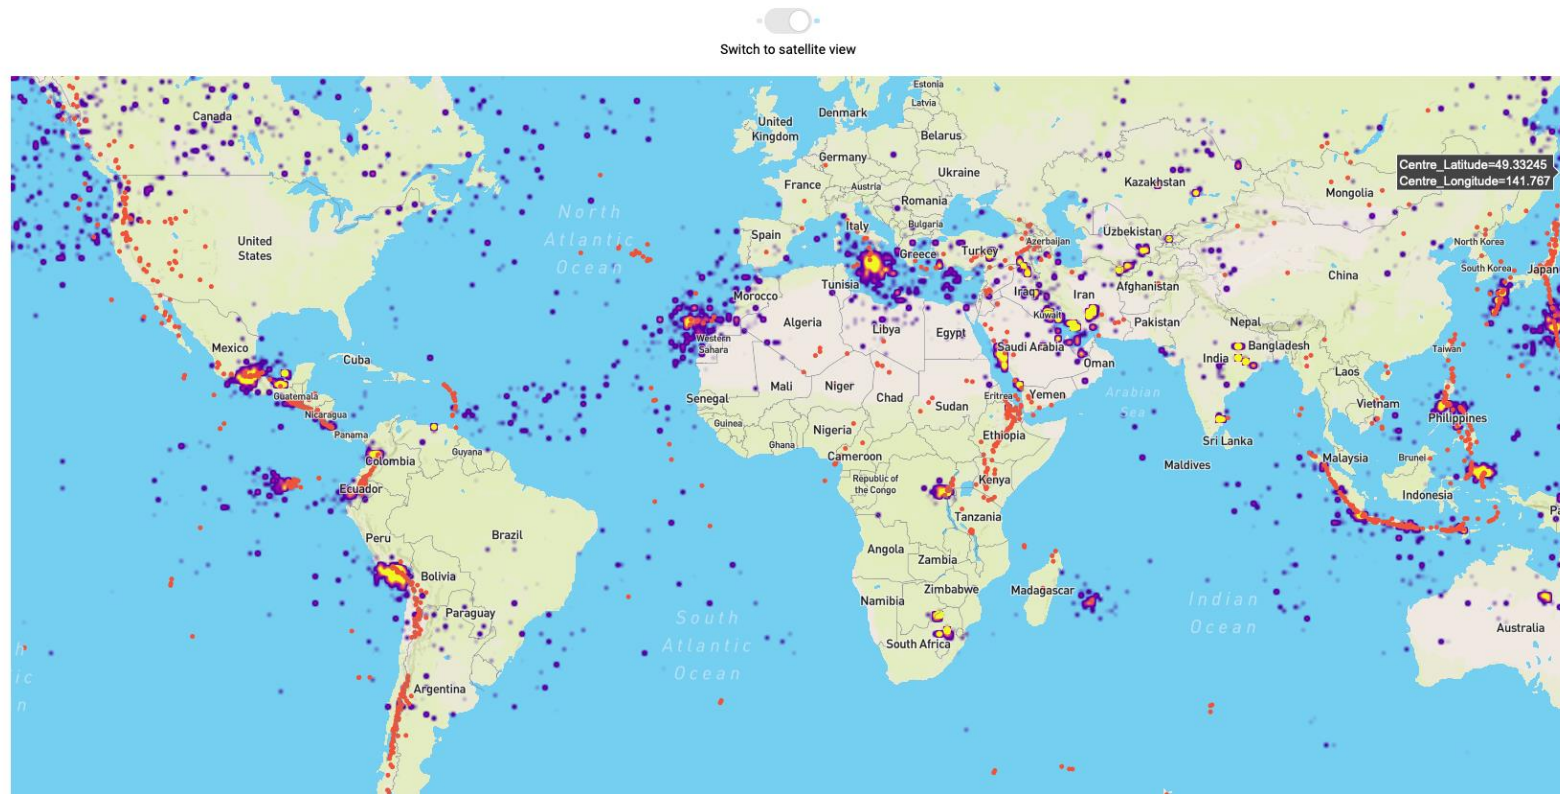 Switch to satellite view
Estonia
Latvia
Denmark
United
Kingdom
Belarus
Canada
Germany
Centre_Latitude=49.33245
Centre_Longitude=141.767
Ukraine
Kazakhstan
France
Austria
Mongolia
Romania
North
Atlantic
Ocean
Italy
Bulgaria
Spain
Üzbekistan
United
States
Greece
Turkey
Azerbaijan
North Korea
South Korea
Japan
China
Tunisia
Afghanistan
Morocco
Iraq
Iran
Kuwait
Algeria
Libya
Egypt
Pakistan
Nepal
Western
Sahara
Mexico
Cuba
Saudi Arabia
India
Bangladesh
Taiwan
Oman
Laos
Mali
Niger
Guatemala
Senegal
Chad
Eritrea
Yemen
Arabian
Sea
Vietnam
Sudan
Nicaragua
Guinea
Nigeria
Philippines
Panama
Ghana
Ethiopia
Sri Lanka
Guyana
Cameroon
Colombia
Malaysia
Brunei
Maldives
Ecuador
Republic of
the Congo
Kenya
Indonesia
Pa
Tanzania
Peru
Brazil
Angola
Zambia
Bolivia
Zimbabwe
Madagascar
Namibia
Indian
Ocean
Paraguay
South
Atlantic
Ocean
Australia
South Africa
h
ic
n
Argentina